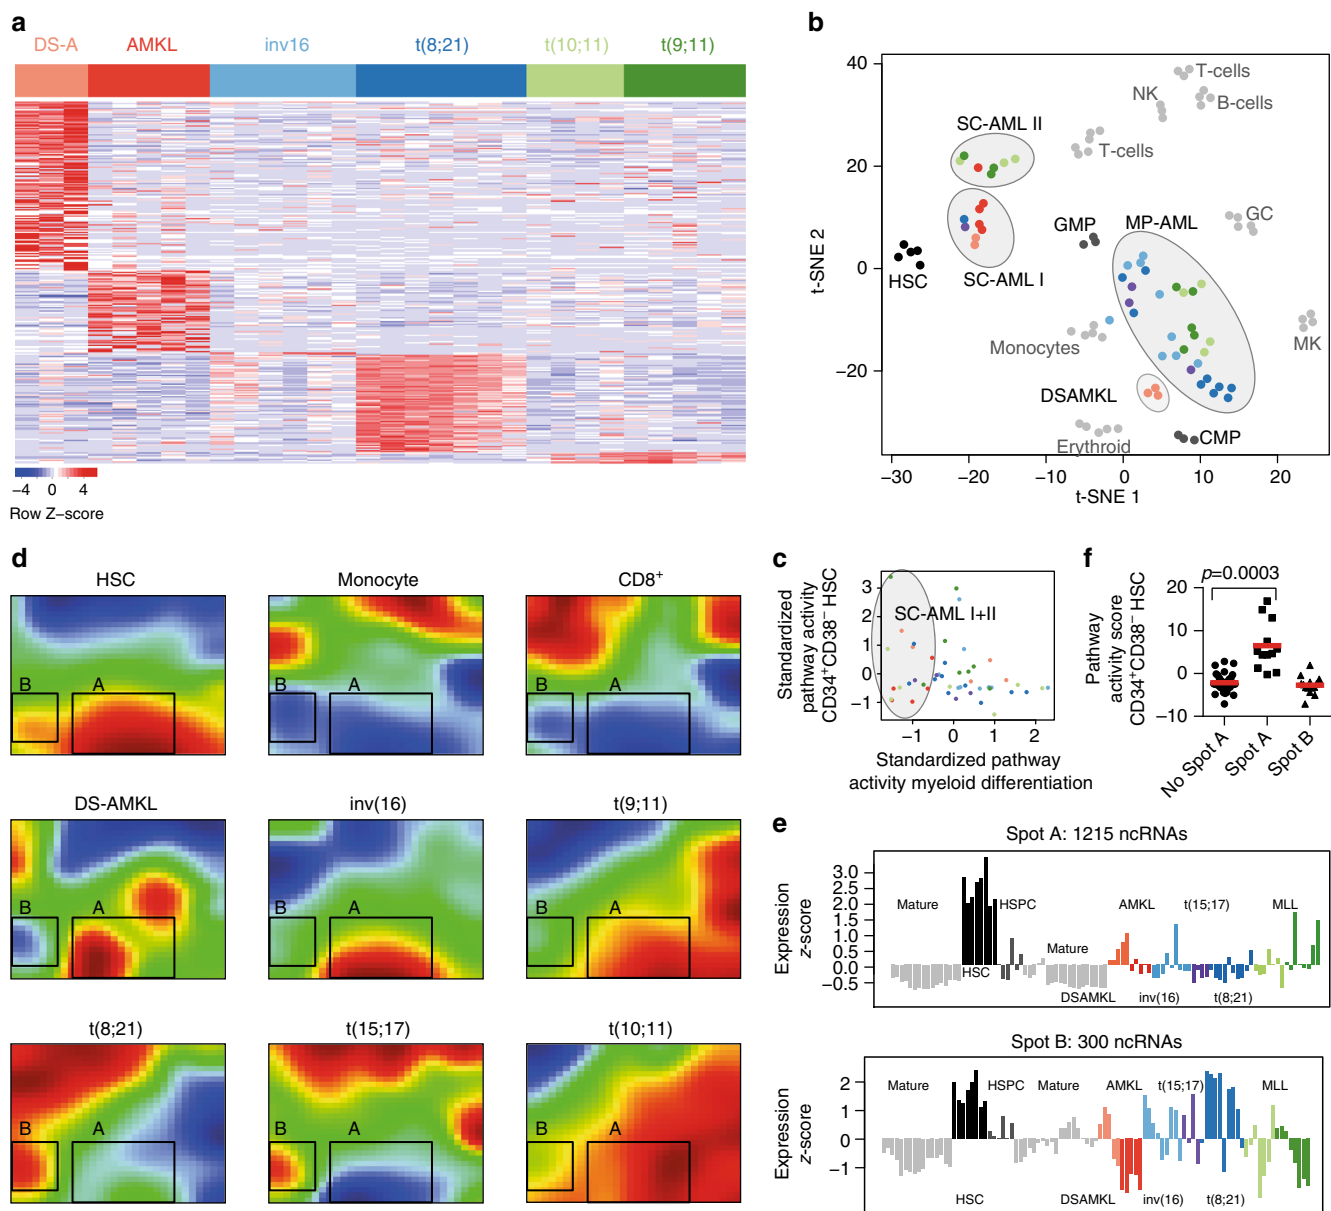 a
DS-A AMKL inv16 t(8;21) t(10;11) t(9;11)
−4 0 4
Row Z−score
b
40
20
0
−20
t-SNE 2
−30 −20 −10 0 10 20
t-SNE 1
T-cells
NK
B-cells
SC-AML II
T-cells
GC
GMP
MP-AML
HSC
SC-AML I
Monocytes
MK
DSAMKL
Erythroid
CMP
d
HSC Monocyte CD8+
B A
B A
B A
DS-AMKL inv(16) t(9;11)
B A
B A
B A
t(8;21) t(15;17) t(10;11)
B A
B A
B A
c
Standardized
pathway activity
CD34+CD38− HSC
3
2
1
0
−1
SC-AML I+II
−1 0 1 2
Standardized pathway
activity myeloid differentiation
f
p=0.0003
Pathway
activity score
CD34+CD38− HSC
20
10
0
−10
No Spot A Spot A Spot B
e
Spot A: 1215 ncRNAs
Expression
z-score
3.0
2.5
2.0
1.5
1.0
0.5
0.0
−0.5
Mature HSPC AMKL t(15;17) MLL
Mature
HSC
DSAMKL inv(16) t(8;21)
Spot B: 300 ncRNAs
Expression
z-score
2
1
0
−1
Mature HSPC Mature AMKL t(15;17) MLL
HSC DSAMKL inv(16) t(8;21)